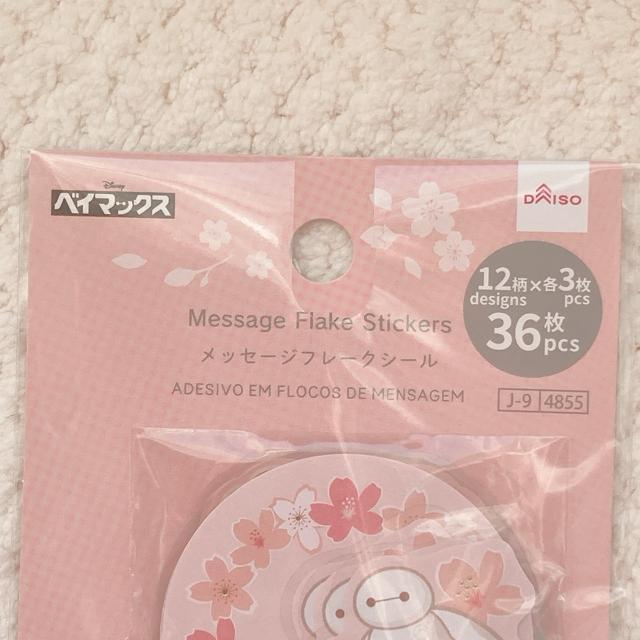 Disney
ベイマックス
DAISO
12柄×各3枚
designs pcs
36枚
pcs
Message Flake Stickers
メッセージフレークシール
ADESIVO EM FLOCOS DE MENSAGEM
J-9 4855